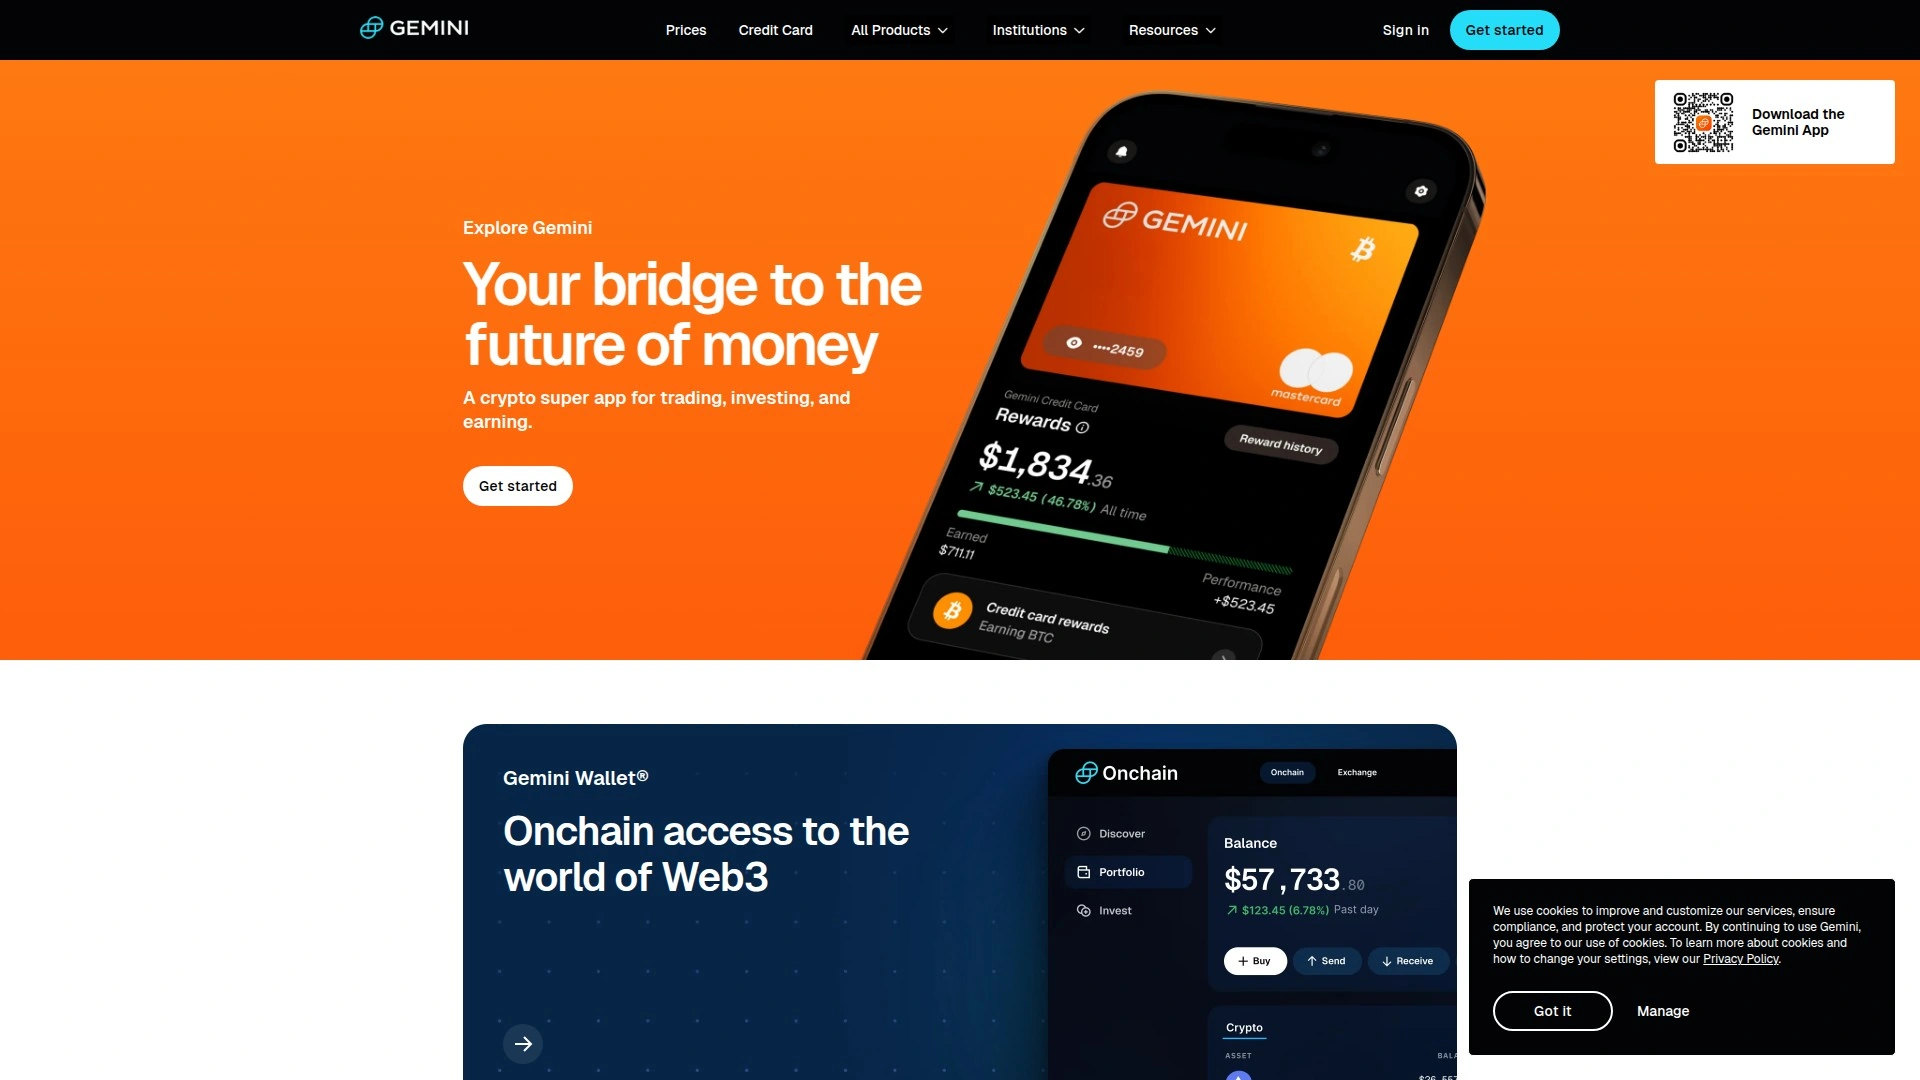 GEMINI
Prices
Credit Card
All Products
Institutions
Resources
Sign in
Get started
Download the
Gemini App
Explore Gemini
Your bridge to the
future of money
A crypto super app for trading, investing, and
earning.
Get started
GEMINI
••••2459
mastercard
Gemini Credit Card
Rewards
Reward history
$1,834.36
$523.45 (46.78%) All time
Earned
$711.11
Performance
+$523.45
Credit card rewards
Earning BTC
Gemini Wallet®
Onchain access to the
world of Web3
Onchain
Onchain
Exchange
Discover
Portfolio
Invest
Balance
$57,733.80
$123.45 (6.78%) Past day
Buy
Send
Receive
Crypto
ASSET
We use cookies to improve and customize our services, ensure
compliance, and protect your account. By continuing to use Gemini,
you agree to our use of cookies. To learn more about cookies and
how to change your settings, view our Privacy Policy.
Got it
Manage